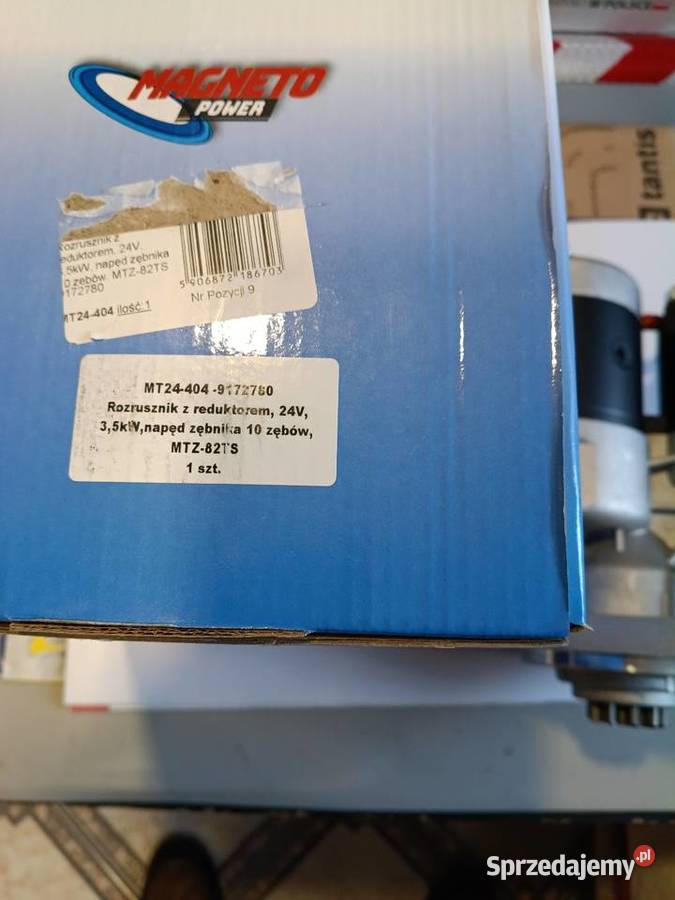 POLICE
tantis
MAGNETO
POWER
Rozrusznik z
reduktorem, 24V,
3,5kW, napęd zębnika
10 zębów. MTZ-82TS
9172780
MT24-404 ilość: 1
5 906872 186703
Nr Pozycji 9
MT24-404 -9172780
Rozrusznik z reduktorem, 24V,
3,5kW,napęd zębnika 10 zębów,
MTZ-82TS
1 szt.
Sprzedajemy.pl